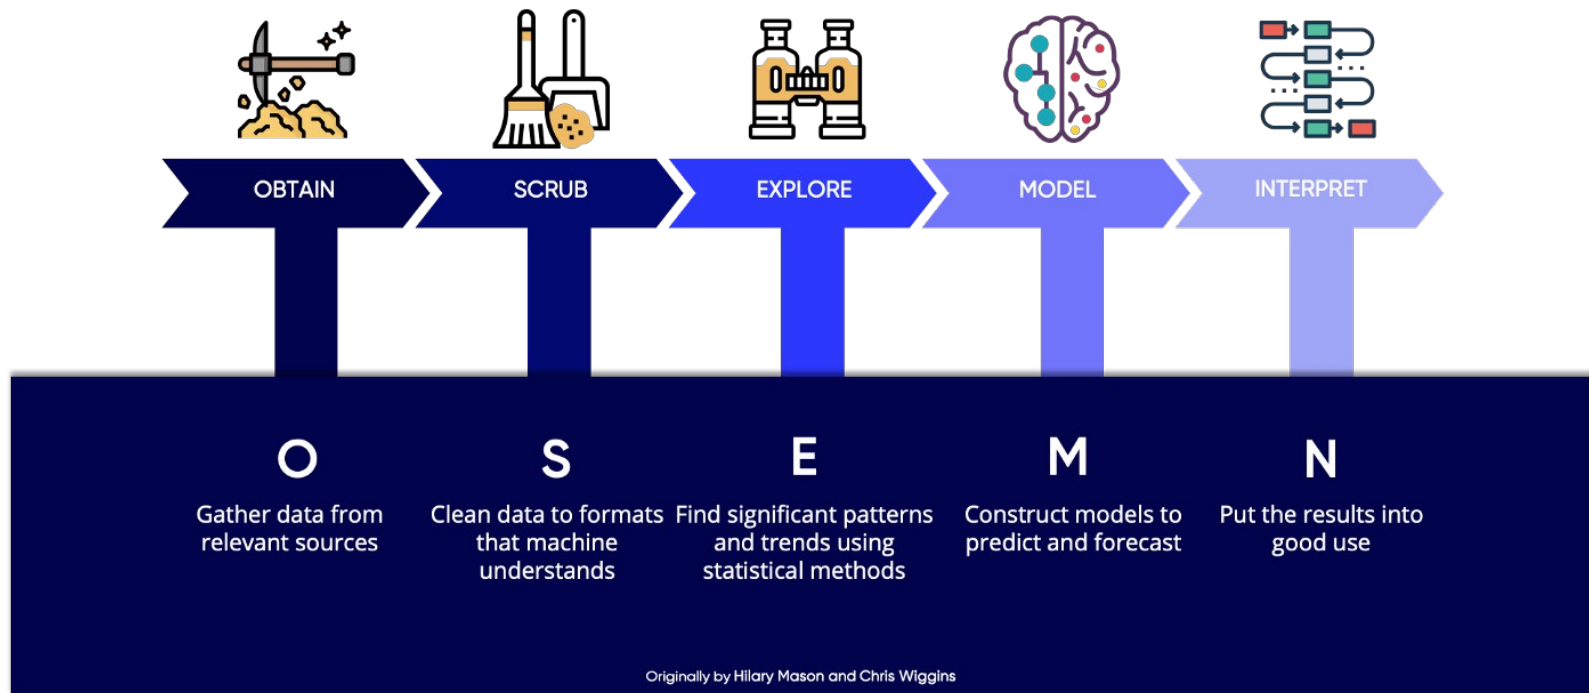 OBTAIN
SCRUB
EXPLORE
MODEL
INTERPRET
O
S
E
M
N
Gather data from
relevant sources
Clean data to formats
that machine
understands
Find significant patterns
and trends using
statistical methods
Construct models to
predict and forecast
Put the results into
good use
Originally by Hilary Mason and Chris Wiggins